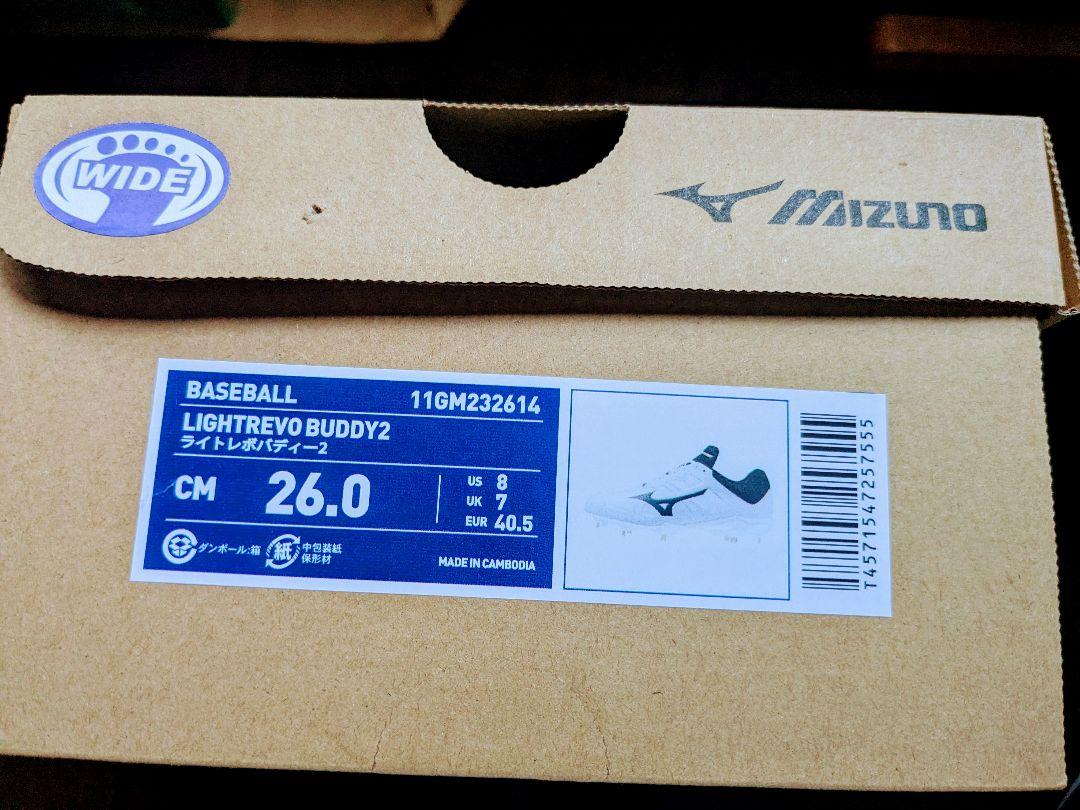 WIDE
MIZUNO
BASEBALL 11GM232614
LIGHTREVO BUDDY2
ライトレボバディー2
CM 26.0
US 8
UK 7
EUR 40.5
ダンボール:箱
紙 中包装紙
保形材
MADE IN CAMBODIA
T4571547257555